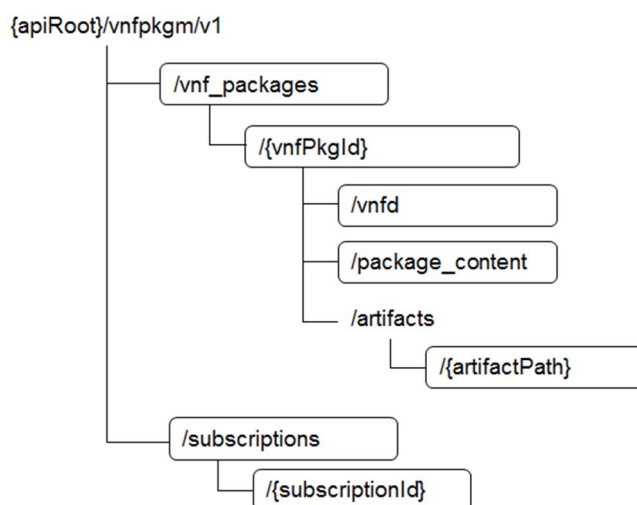 {apiRoot}/vnfpkgm/v1
/vnf_packages
/{vnfPkgId}
/vnfd
/package_content
/artifacts
/{artifactPath}
/subscriptions
/{subscriptionId}